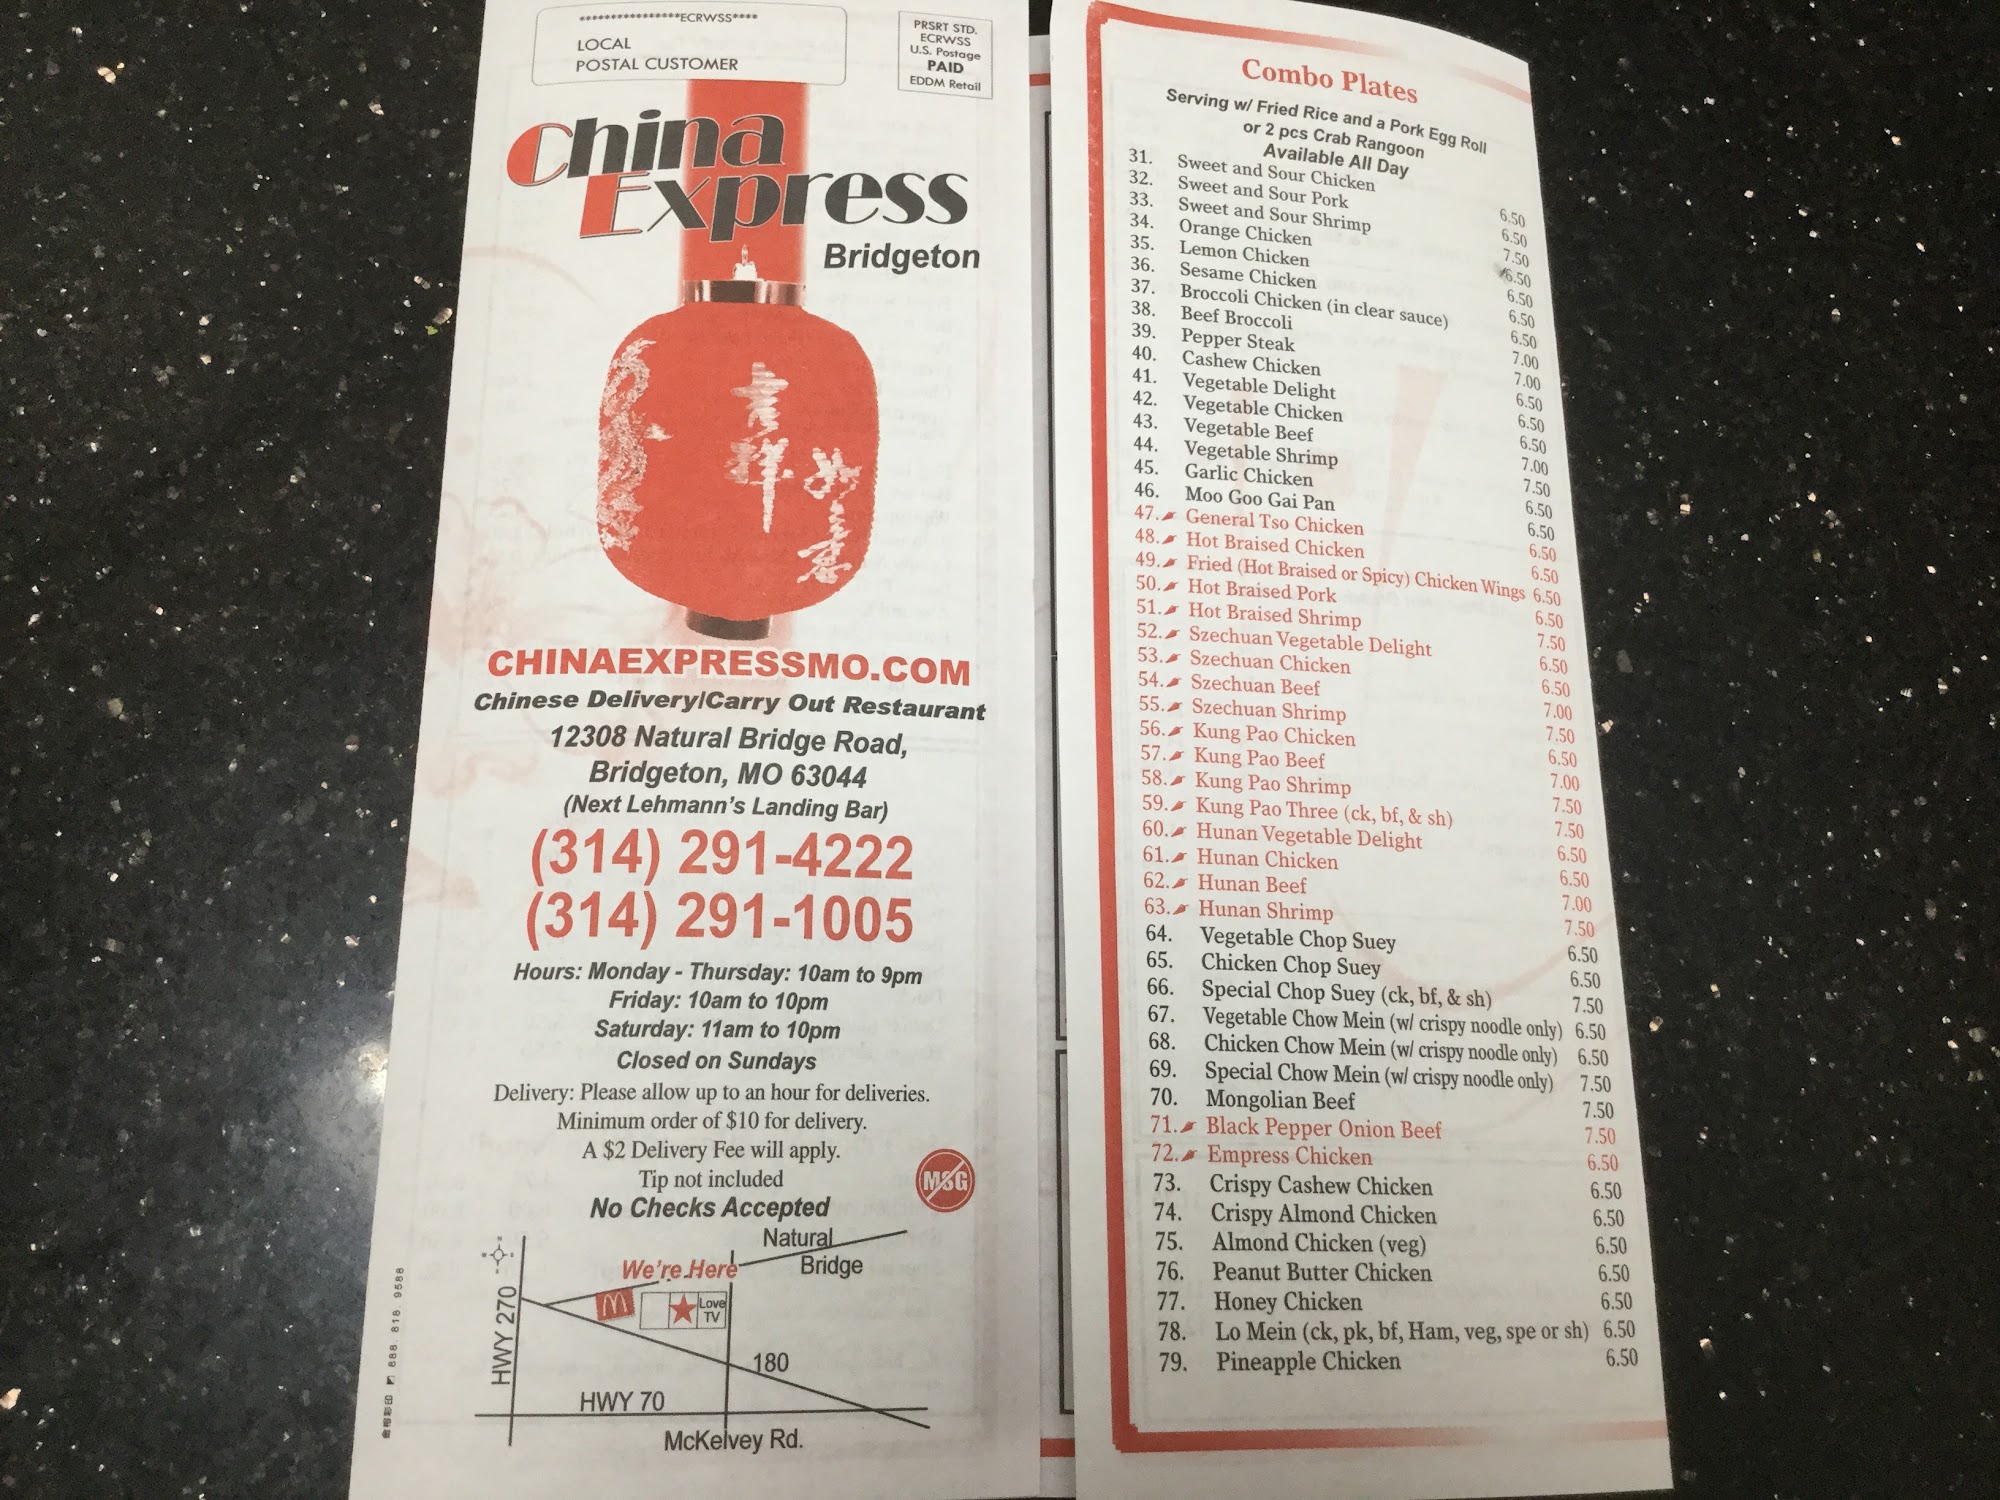 *****************ECRWSS****
LOCAL
POSTAL CUSTOMER
PRSRT STD.
ECRWSS
U.S. Postage
PAID
EDDM Retail
China
Express
Bridgeton
吉祥
如意
CHINAEXPRESSMO.COM
Chinese Delivery/Carry Out Restaurant
12308 Natural Bridge Road,
Bridgeton, MO 63044
(Next Lehmann's Landing Bar)
(314) 291-4222
(314) 291-1005
Hours: Monday - Thursday: 10am to 9pm
Friday: 10am to 10pm
Saturday: 11am to 10pm
Closed on Sundays
Delivery: Please allow up to an hour for deliveries.
Minimum order of $10 for delivery.
A $2 Delivery Fee will apply.
Tip not included
No Checks Accepted
MSG
Natural
Bridge
We're Here
Love
TV
HWY 270
180
HWY 70
McKelvey Rd.
888. 818. 9588
Combo Plates
Serving w/ Fried Rice and a Pork Egg Roll
or 2 pcs Crab Rangoon
Available All Day
31. Sweet and Sour Chicken 6.50
32. Sweet and Sour Pork 6.50
33. Sweet and Sour Shrimp 7.50
34. Orange Chicken 6.50
35. Lemon Chicken 6.50
36. Sesame Chicken 6.50
37. Broccoli Chicken (in clear sauce) 6.50
38. Beef Broccoli 7.00
39. Pepper Steak 7.00
40. Cashew Chicken 6.50
41. Vegetable Delight 6.50
42. Vegetable Chicken 6.50
43. Vegetable Beef 7.00
44. Vegetable Shrimp 7.50
45. Garlic Chicken 6.50
46. Moo Goo Gai Pan 6.50
47. General Tso Chicken 6.50
48. Hot Braised Chicken 6.50
49. Fried (Hot Braised or Spicy) Chicken Wings 6.50
50. Hot Braised Pork 6.50
51. Hot Braised Shrimp 7.50
52. Szechuan Vegetable Delight 6.50
53. Szechuan Chicken 6.50
54. Szechuan Beef 7.00
55. Szechuan Shrimp 7.50
56. Kung Pao Chicken 6.50
57. Kung Pao Beef 7.00
58. Kung Pao Shrimp 7.50
59. Kung Pao Three (ck, bf, & sh) 7.50
60. Hunan Vegetable Delight 6.50
61. Hunan Chicken 6.50
62. Hunan Beef 7.00
63. Hunan Shrimp 7.50
64. Vegetable Chop Suey 6.50
65. Chicken Chop Suey 6.50
66. Special Chop Suey (ck, bf, & sh) 7.50
67. Vegetable Chow Mein (w/ crispy noodle only) 6.50
68. Chicken Chow Mein (w/ crispy noodle only) 6.50
69. Special Chow Mein (w/ crispy noodle only) 7.50
70. Mongolian Beef 7.50
71. Black Pepper Onion Beef 7.50
72. Empress Chicken 6.50
73. Crispy Cashew Chicken 6.50
74. Crispy Almond Chicken 6.50
75. Almond Chicken (veg) 6.50
76. Peanut Butter Chicken 6.50
77. Honey Chicken 6.50
78. Lo Mein (ck, pk, bf, Ham, veg, spe or sh) 6.50
79. Pineapple Chicken 6.50